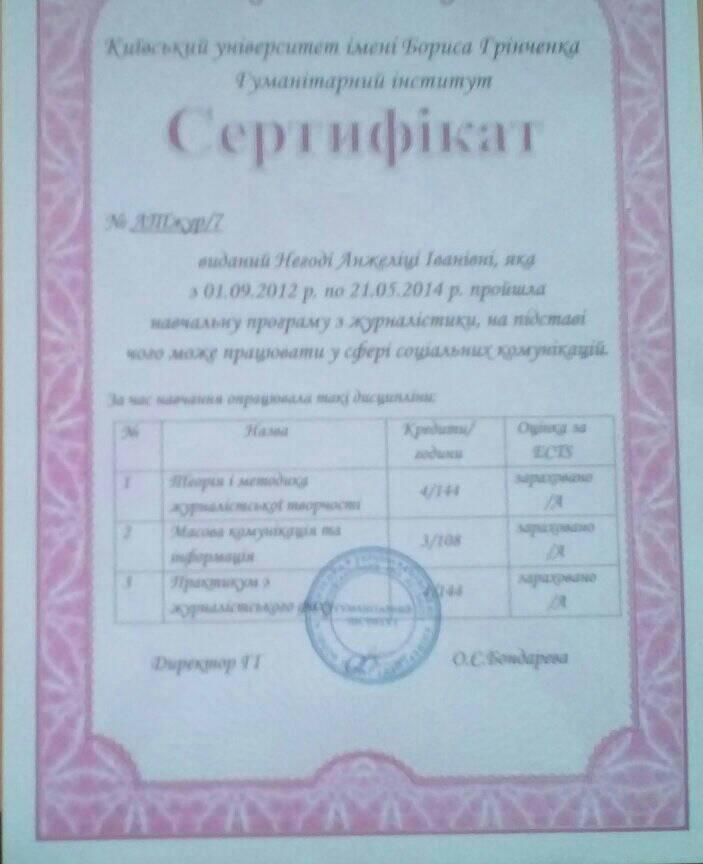 Київський університет імені Бориса Грінченка
Гуманітарний інститут
Сертифікат
№ АТжур/7
виданий Негоді Анжеліці Іванівні, яка
з 01.09.2012 р. по 21.05.2014 р. пройшла
навчальну програму з журналістики, на підставі
чого може працювати у сфері соціальних комунікацій.
За час навчання опрацювала такі дисципліни:
№ Назва Кредити/ Оцінка за
години ECTS
1 Теорія і методика 4/144 зараховано
журналістської творчості /А
2 Масова комунікація та 3/108 зараховано
інформація /А
3 Практикум з 4/144 зараховано
журналістського фаху /А
ГУМАНІТАРНИЙ
ІНСТИТУТ
Директор ГІ О.Є.Бондарева